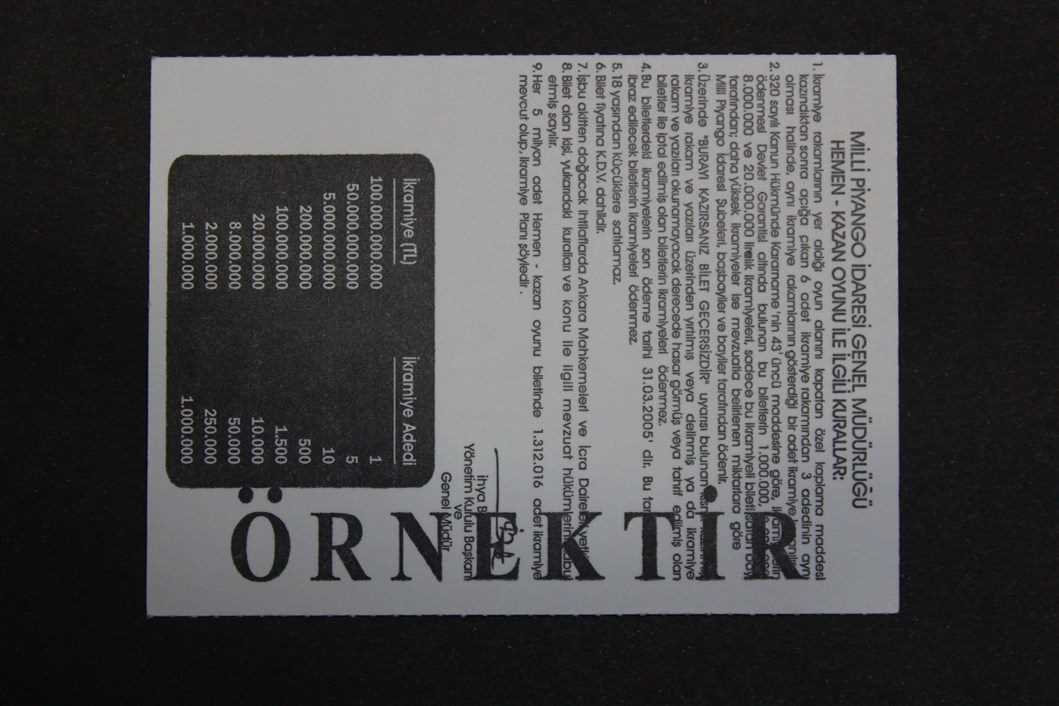 MİLLİ PİYANGO İDARESİ GENEL MÜDÜRLÜĞÜ
HEMEN - KAZAN OYUNU İLE İLGİLİ KURALLAR:
1. İkramiye rakamlarının yer aldığı oyun alanını kapatan özel kaplama maddesi
kazındıktan sonra açığa çıkan 6 adet ikramiye rakamından 3 adedinin aynı
olması halinde, aynı ikramiye rakamlarının gösterdiği bir adet ikramiye
2. 320 sayılı Kanun Hükmünde Kararname'nin 43' üncü maddesine göre,
ödenmesi Devlet Garantisi altında bulunan bu biletlerin 1.000.000,
8.000.000 ve 20.000.000 liralık ikramiyeleri, sadece bu ikramiyeli
tarafından; daha yüksek ikramiyeler ise mevzuatla belirlenen miktarlara göre
Milli Piyango İdaresi Şubeleri, başbayiler ve bayiler tarafından ödenir.
3. Üzerinde "BURAYI KAZIRSANIZ BİLET GEÇERSİZDİR" uyarısı bulunan
ikramiye rakam ve yazıları üzerinden yırtılmış veya delinmiş ya da ikramiye
rakam ve yazıları okunamayacak derecede hasar görmüş veya tahrif edilmiş olan
biletler ile iptal edilmiş olan biletlerin ikramiyeleri ödenmez.
4. Bu biletlerdeki ikramiyelerin son ödeme tarihi 31.03.2005' dir. Bu
ibraz edilecek biletlerin ikramiyeleri ödenmez.
5. 18 yaşından küçüklere satılamaz.
6. Bilet fiyatına K.D.V. dahildir.
7. İşbu akitten doğacak ihtilaflarda Ankara Mahkemeleri ve İcra
8. Bilet alan kişi, yukarıdaki kuralları ve konu ile ilgili mevzuat hükümlerini
etmiş sayılır.
9. Her 5 milyon adet Hemen - kazan oyunu biletinde 1.312.016 adet ikramiye
mevcut olup, İkramiye Planı şöyledir.
İhya
Yönetim Kurulu Başkanı
ve
Genel Müdür
İkramiye (TL) İkramiye Adedi
100.000.000.000 1
50.000.000.000 5
5.000.000.000 10
200.000.000 500
100.000.000 1.500
20.000.000 10.000
8.000.000 50.000
2.000.000 250.000
1.000.000 1.000.000
ÖRNEKTİR